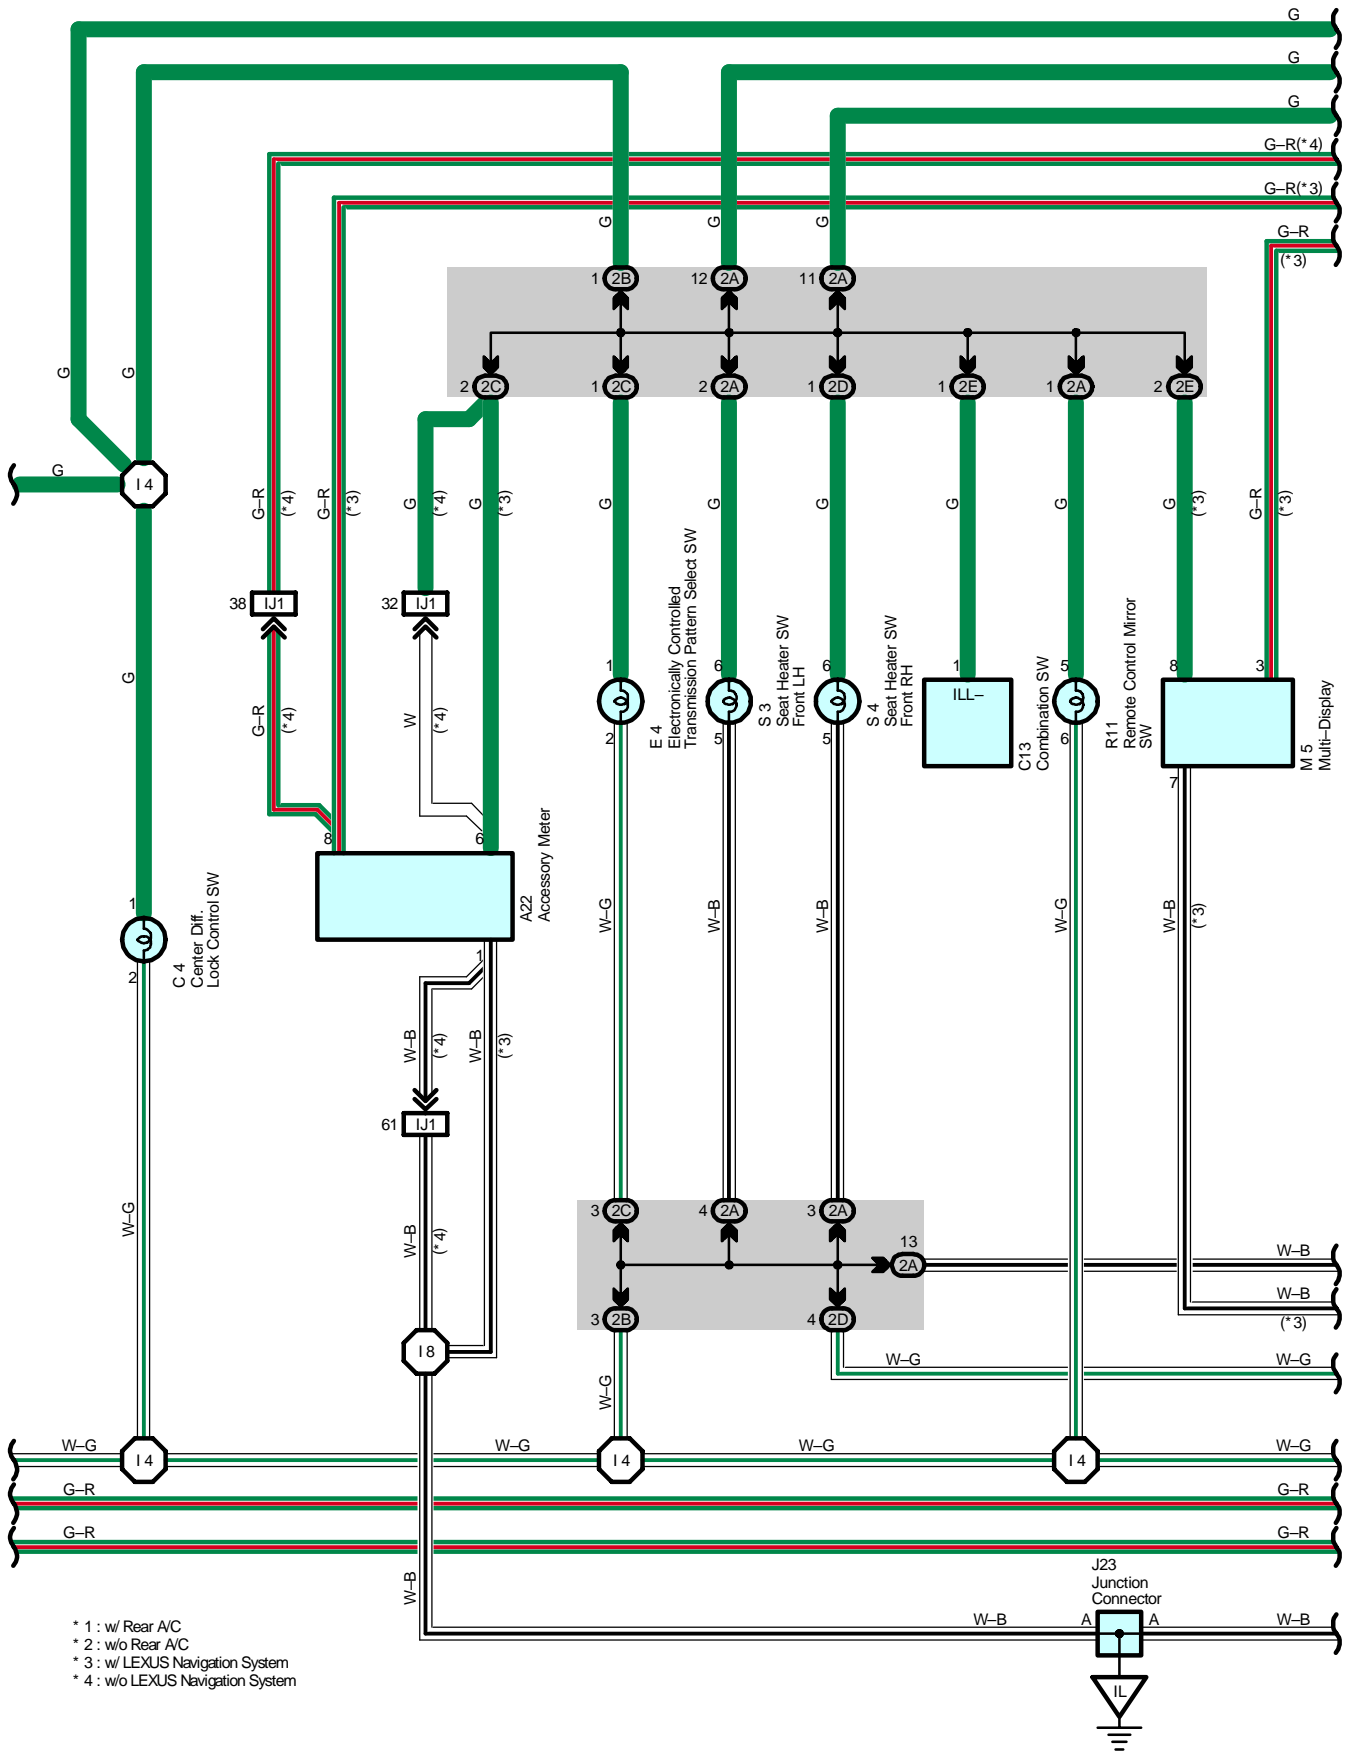 G
G
G
G–R(*4)
G–R(*3)
G–R
(*3)
G
G
G
1 2B
12 2A
11 2A
G
G
2 2C
1 2C
2 2A
1 2D
1 2E
1 2A
2 2E
G
I 4
G–R
(*4)
G–R
(*3)
G
(*4)
G
(*3)
G
G
G
G
G
G
(*3)
G–R
(*3)
38 IJ1
32 IJ1
G
G–R
(*4)
W
(*4)
1
2
E 4
Electronically Controlled
Transmission Pattern Select SW
6
5
S 3
Seat Heater SW
Front LH
6
5
S 4
Seat Heater SW
Front RH
1
ILL–
C13
Combination SW
5
6
R11
Remote Control Mirror
SW
8
3
7
M 5
Multi–Display
8
6
A22
Accessory Meter
1
1
2
C 4
Center Diff.
Lock Control SW
W–G
W–B
W–B
W–G
W–B
(*3)
W–B
(*4)
W–B
(*3)
61 IJ1
W–G
W–B
(*4)
3 2C
4 2A
3 2A
13
2A
W–B
W–B
(*3)
3 2B
4 2D
I 8
W–G
W–G
W–G
W–G
I 4
W–G
I 4
W–G
I 4
W–G
G–R
G–R
G–R
G–R
W–B
J23
Junction
Connector
W–B
A
A
W–B
IL
* 1 : w/ Rear A/C
* 2 : w/o Rear A/C
* 3 : w/ LEXUS Navigation System
* 4 : w/o LEXUS Navigation System